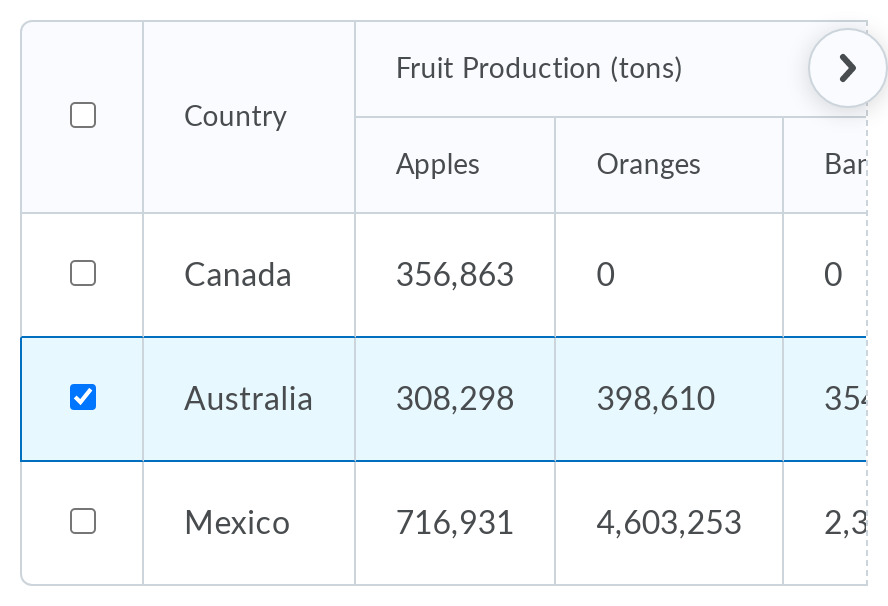 Fruit Production (tons)
Country
Apples Oranges
Canada 356,863 0 0
Australia 308,298 398,610
Mexico 716,931 4,603,253